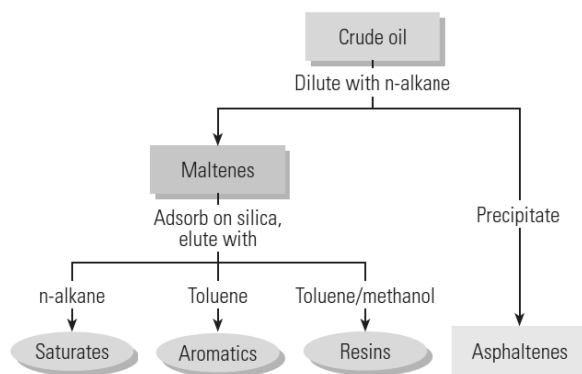 Crude oil
Dilute with n-alkane
Maltenes
Adsorb on silica,
elute with
Precipitate
n-alkane
Toluene
Toluene/methanol
Saturates
Aromatics
Resins
Asphaltenes